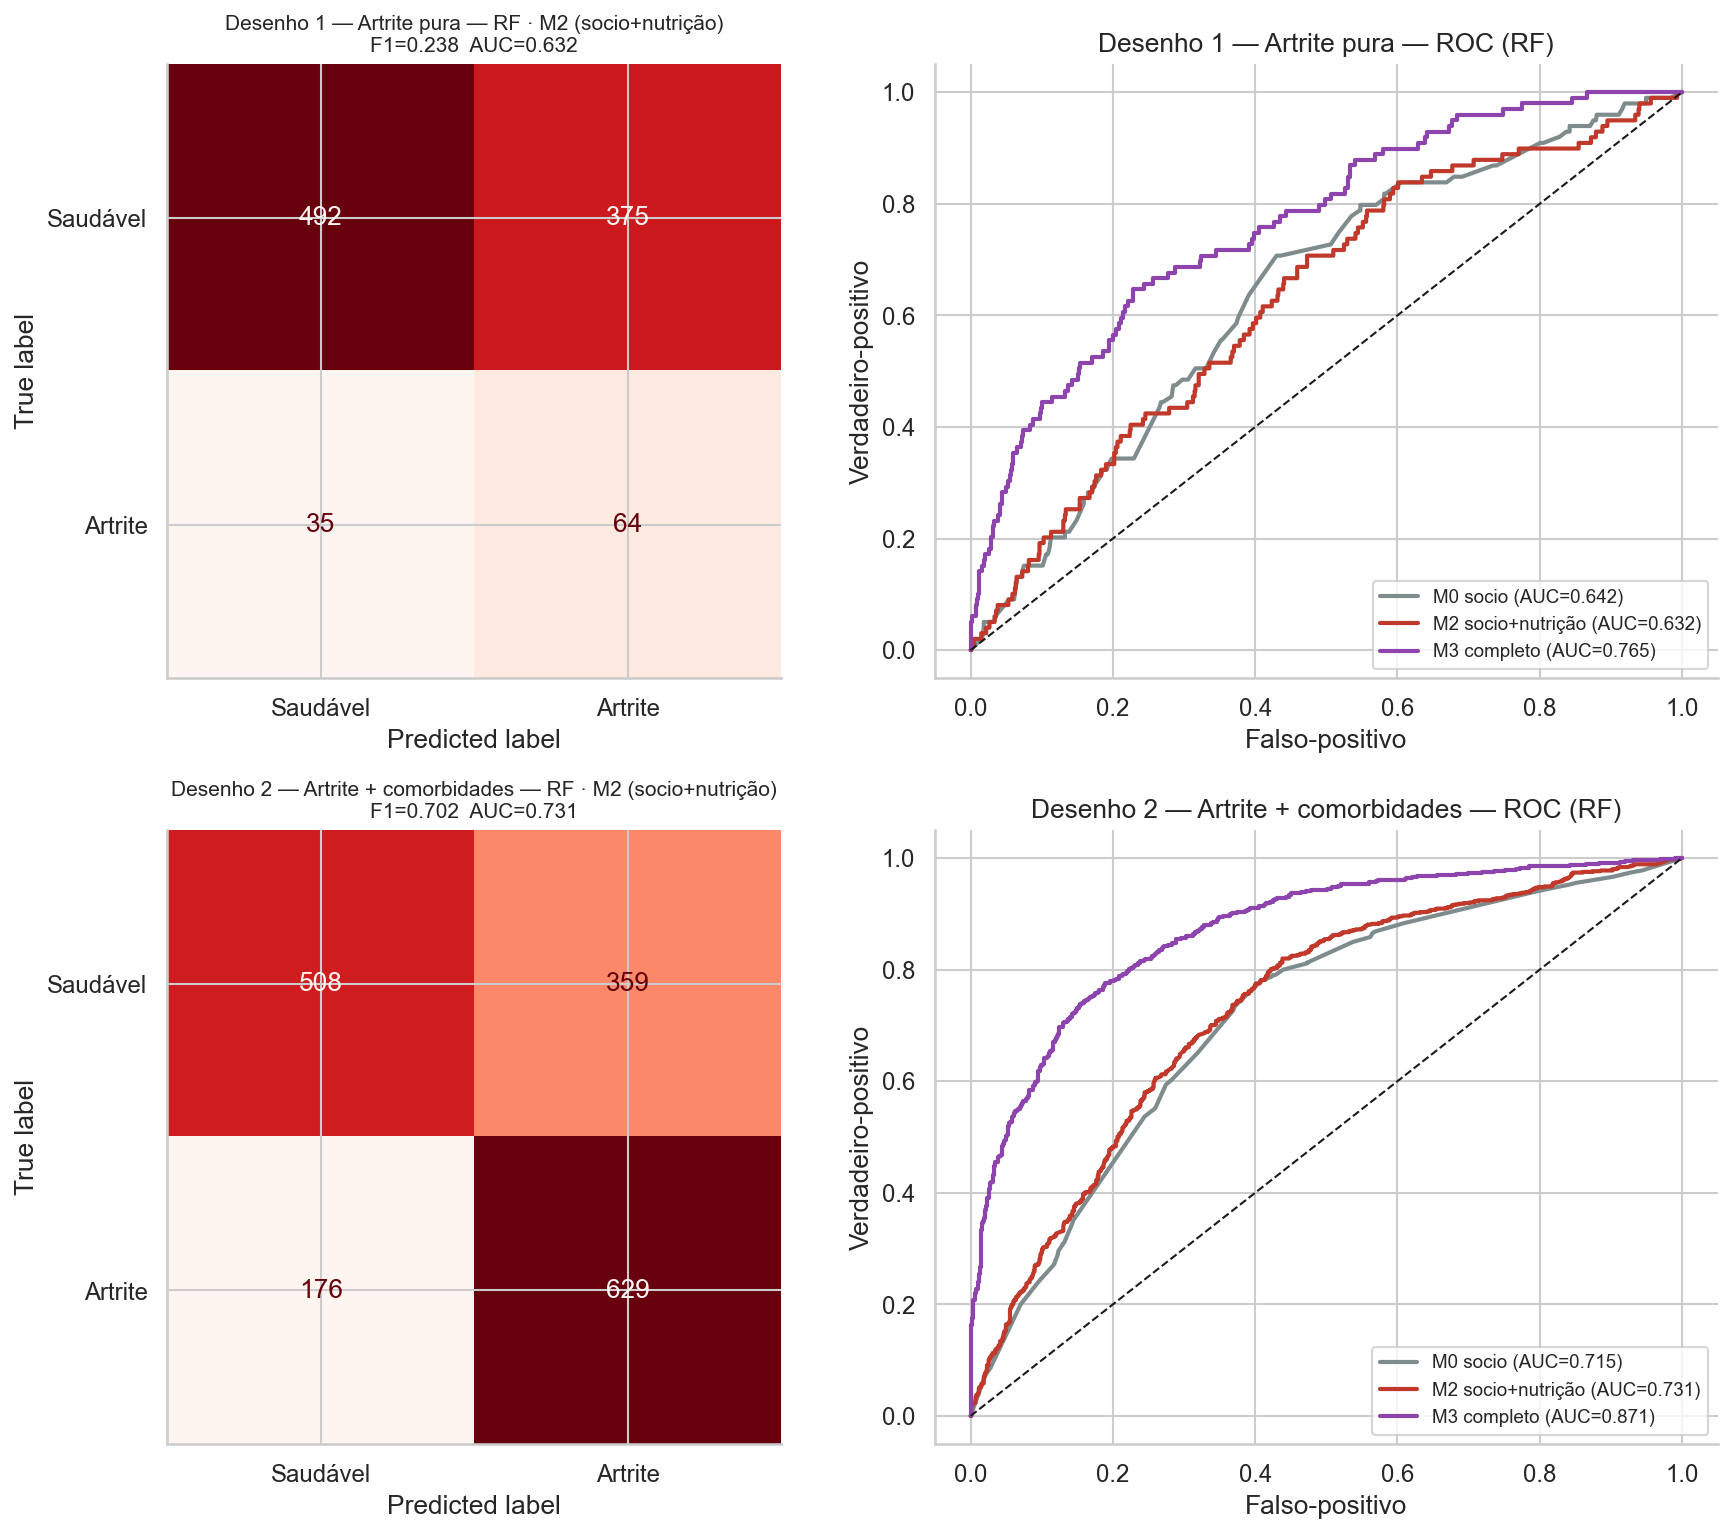 Desenho 1 — Artrite pura — RF · M2 (socio+nutrição)
F1=0.238 AUC=0.632
Saudável
492
375
True label
Artrite
35
64
Saudável
Artrite
Predicted label
Desenho 1 — Artrite pura — ROC (RF)
1.0
0.8
0.6
Verdadeiro-positivo
0.4
0.2
0.0
M0 socio (AUC=0.642)
M2 socio+nutrição (AUC=0.632)
M3 completo (AUC=0.765)
0.0 0.2 0.4 0.6 0.8 1.0
Falso-positivo
Desenho 2 — Artrite + comorbidades — RF · M2 (socio+nutrição)
F1=0.702 AUC=0.731
Saudável
508
359
True label
Artrite
176
629
Saudável
Artrite
Predicted label
Desenho 2 — Artrite + comorbidades — ROC (RF)
1.0
0.8
0.6
Verdadeiro-positivo
0.4
0.2
0.0
M0 socio (AUC=0.715)
M2 socio+nutrição (AUC=0.731)
M3 completo (AUC=0.871)
0.0 0.2 0.4 0.6 0.8 1.0
Falso-positivo